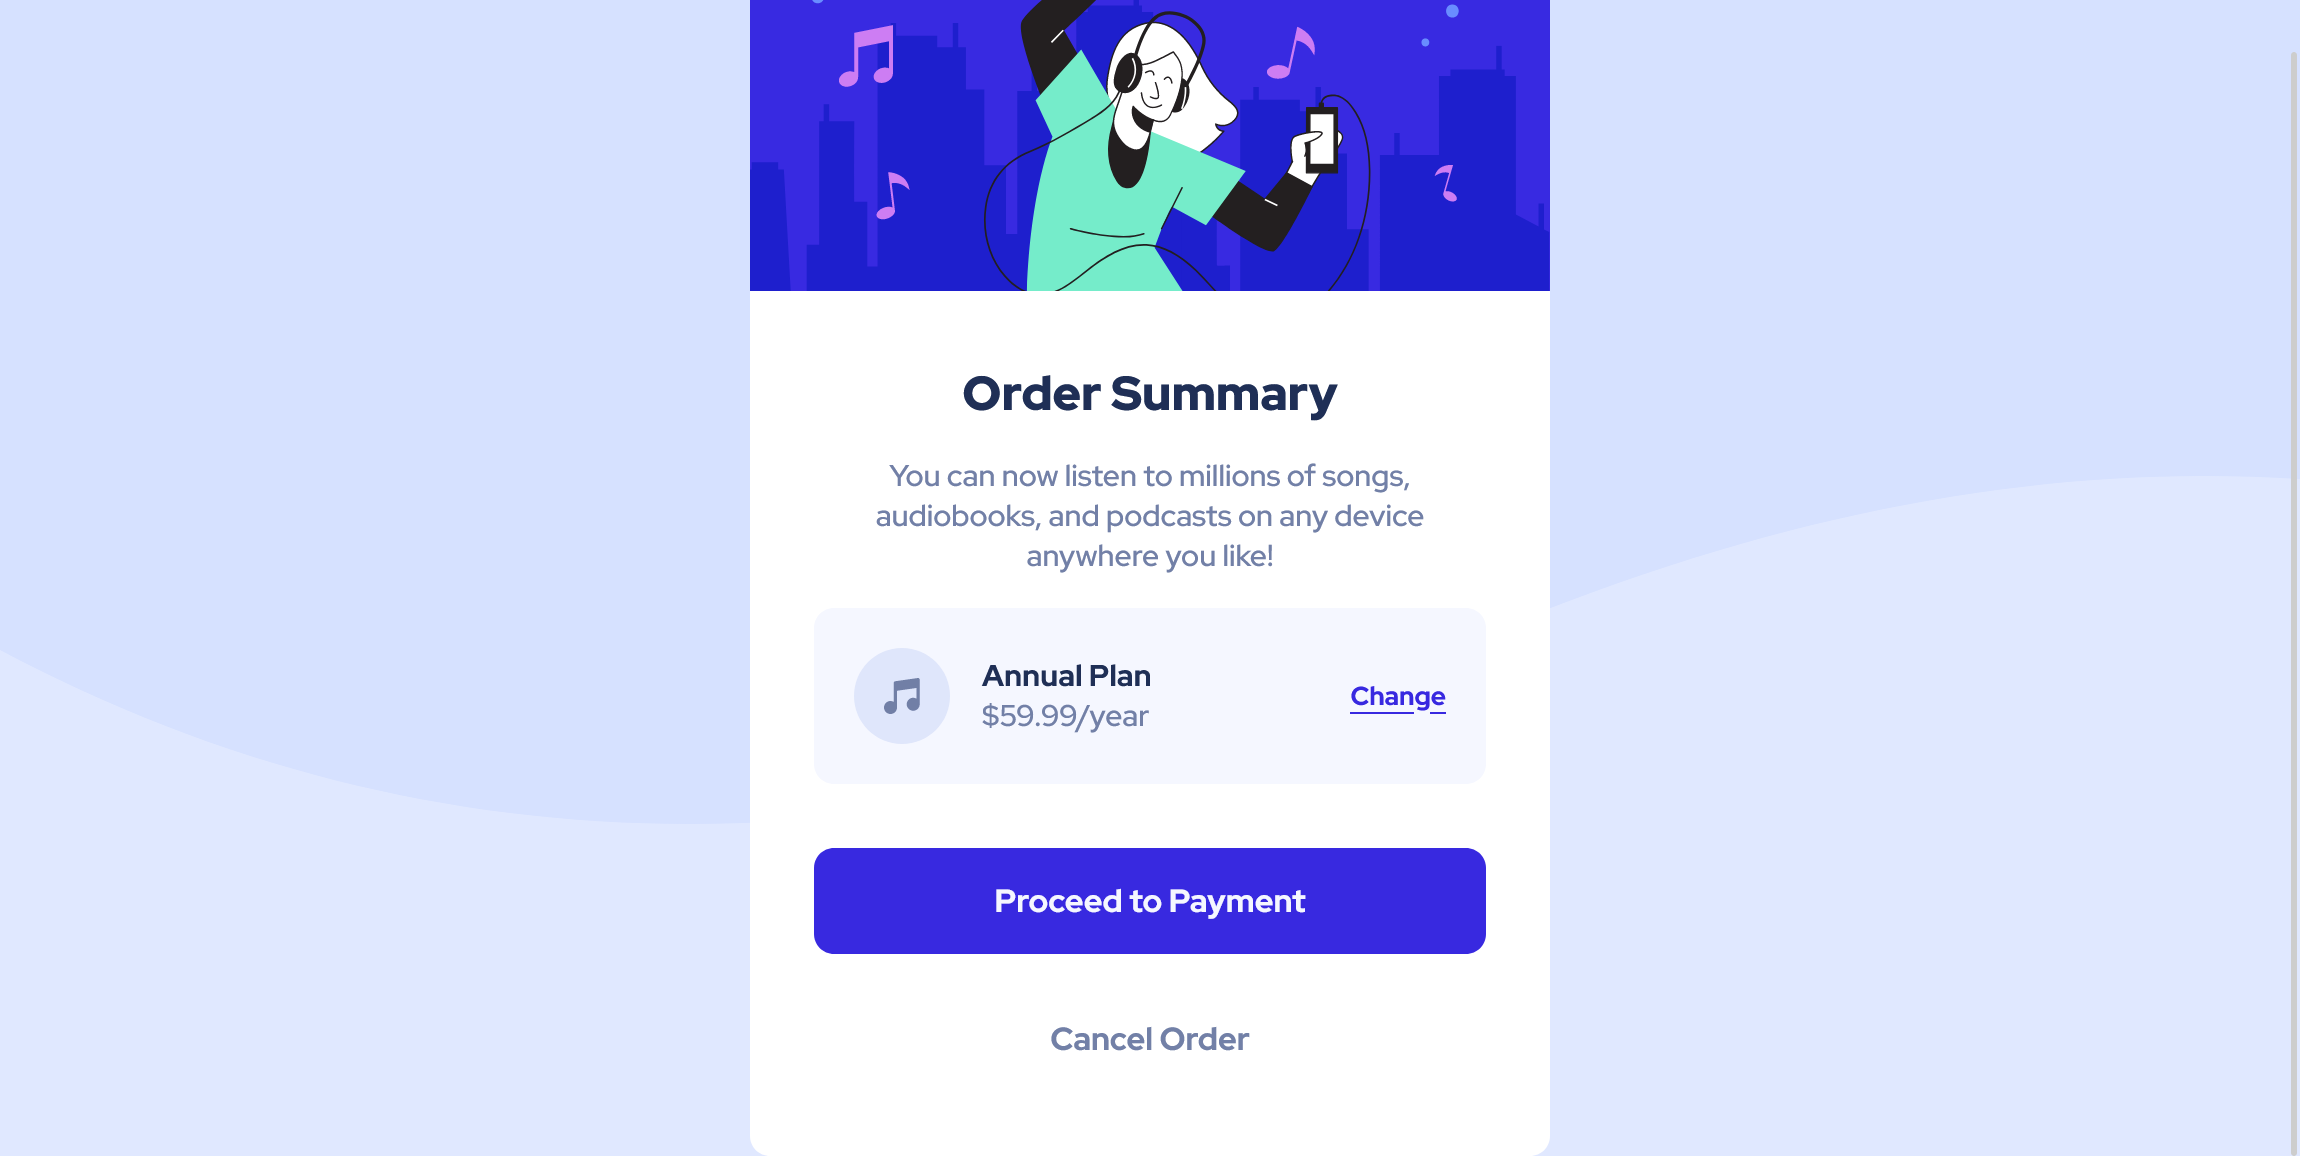 Order Summary
You can now listen to millions of songs,
audiobooks, and podcasts on any device
anywhere you like!
Annual Plan
$59.99/year
Change
Proceed to Payment
Cancel Order